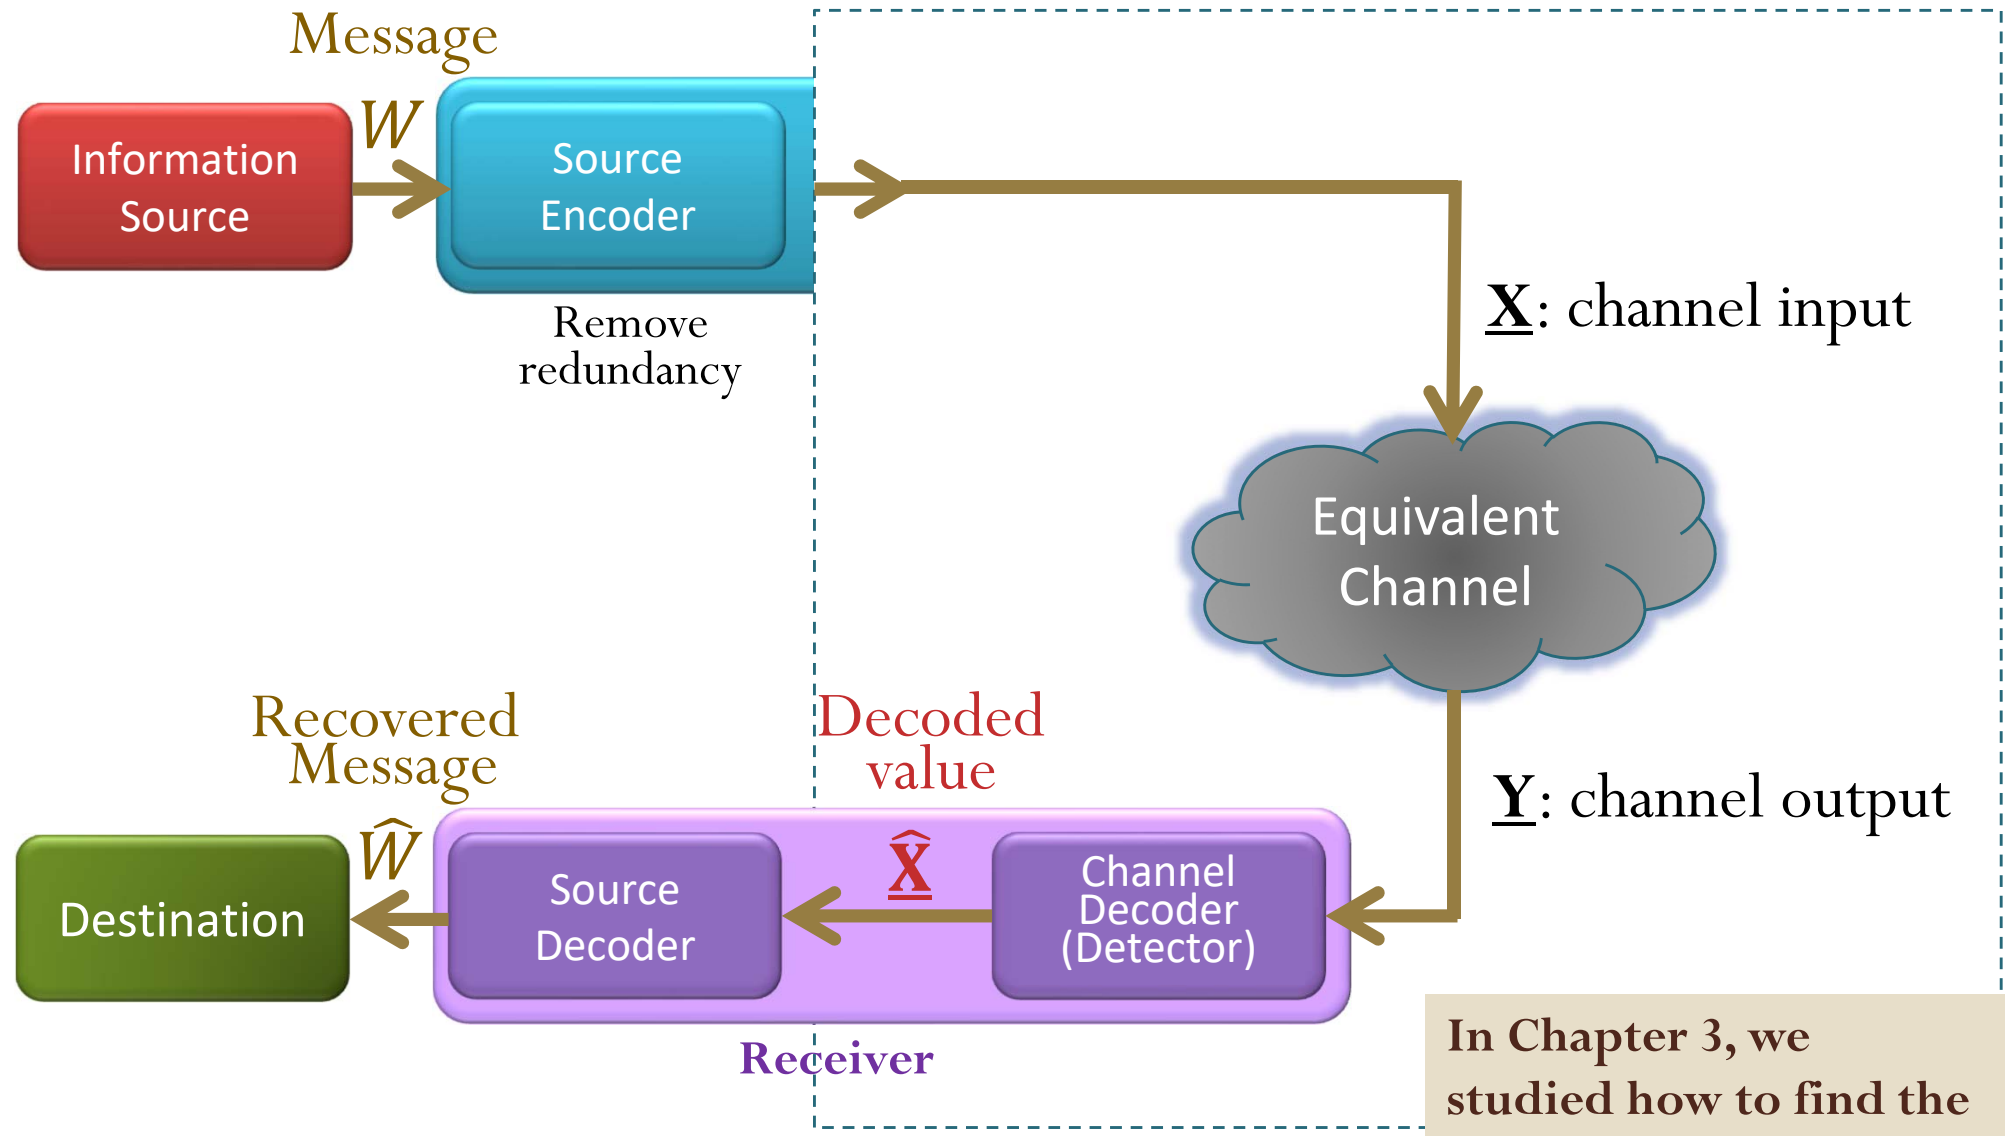 Message
W
Information
Source
Source
Encoder
Remove
redundancy
X: channel input
Equivalent
Channel
Y: channel output
Recovered
Message
Ŵ
Decoded
value
X̂
Destination
Source
Decoder
Channel
Decoder
(Detector)
Receiver
In Chapter 3, we
studied how to find the